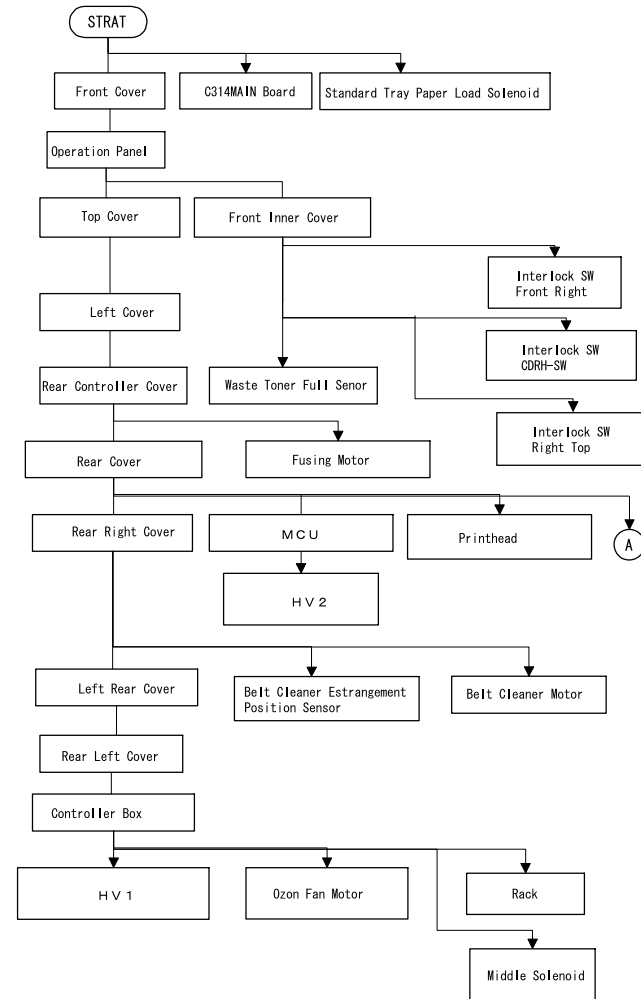 STRAT
Front Cover
C314MAIN Board
Standard Tray Paper Load Solenoid
Operation Panel
Top Cover
Front Inner Cover
Interlock SW
Front Right
Left Cover
Interlock SW
CDRH-SW
Rear Controller Cover
Waste Toner Full Senor
Interlock SW
Right Top
Rear Cover
Fusing Motor
Rear Right Cover
MCU
Printhead
A
HV2
Left Rear Cover
Belt Cleaner Estrangement
Position Sensor
Belt Cleaner Motor
Rear Left Cover
Controller Box
HV1
Ozon Fan Motor
Rack
Middle Solenoid